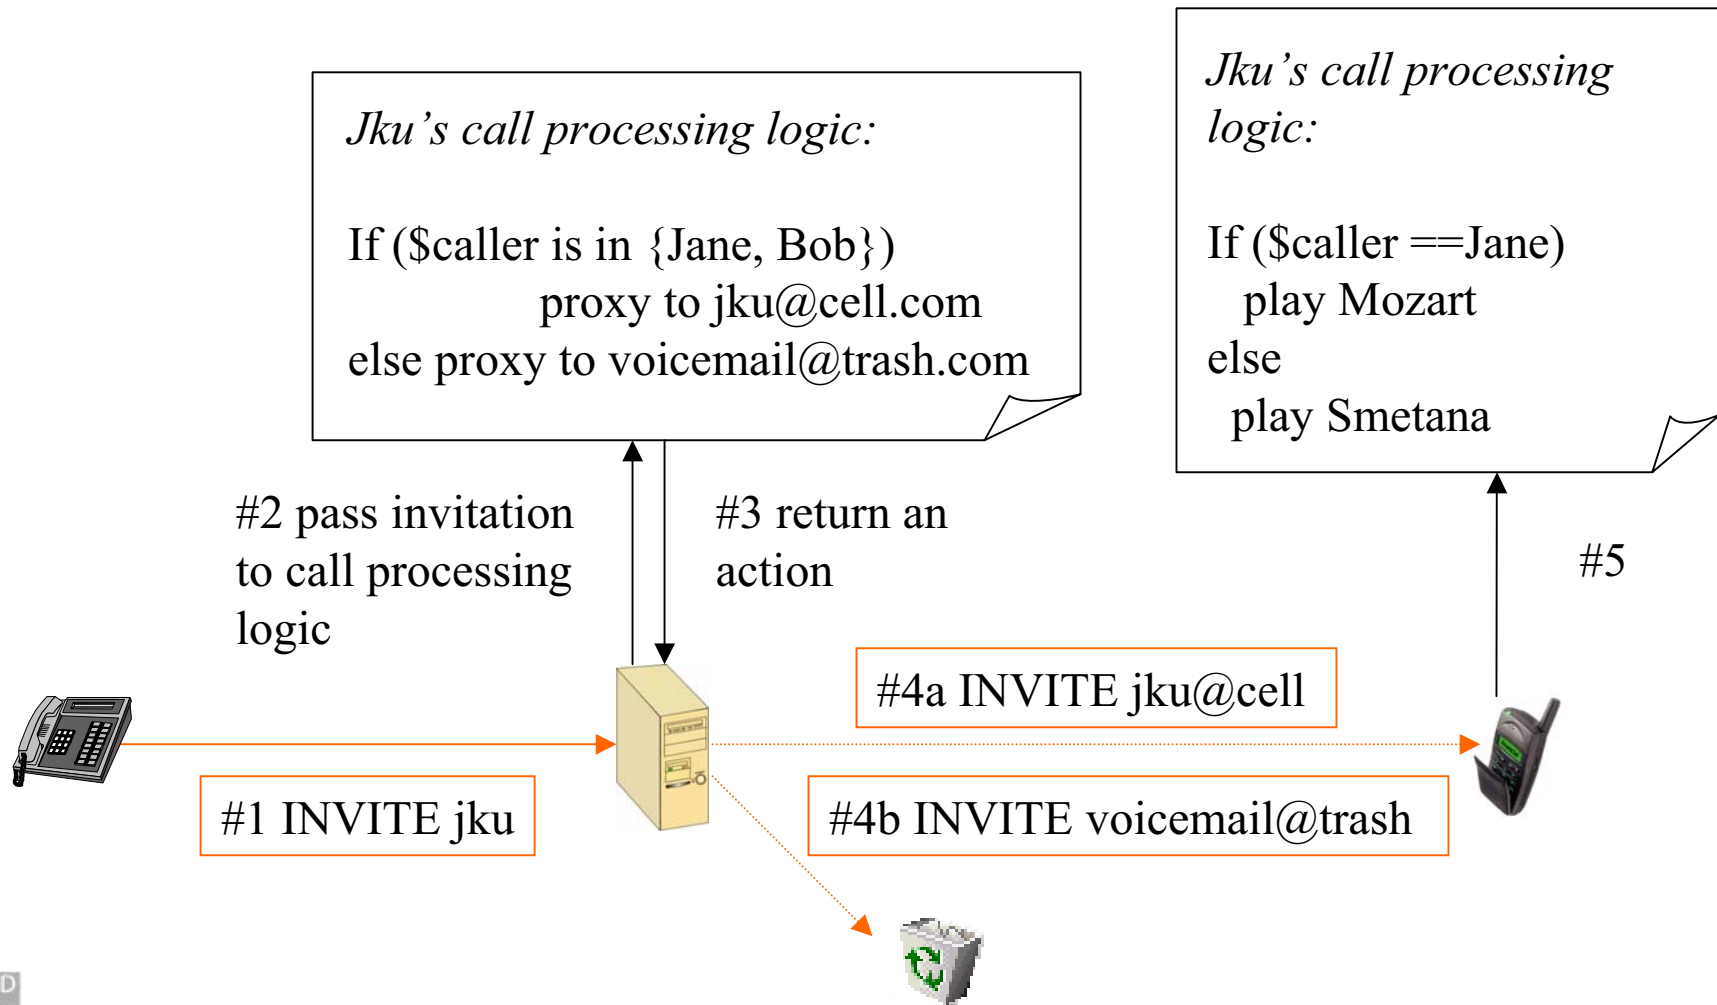 Jku’s call processing logic:
If ($caller is in {Jane, Bob})
proxy to jku@cell.com
else proxy to voicemail@trash.com
Jku’s call processing
logic:
If ($caller ==Jane)
play Mozart
else
play Smetana
#2 pass invitation
to call processing
logic
#3 return an
action
#5
#4a INVITE jku@cell
#1 INVITE jku
#4b INVITE voicemail@trash
D